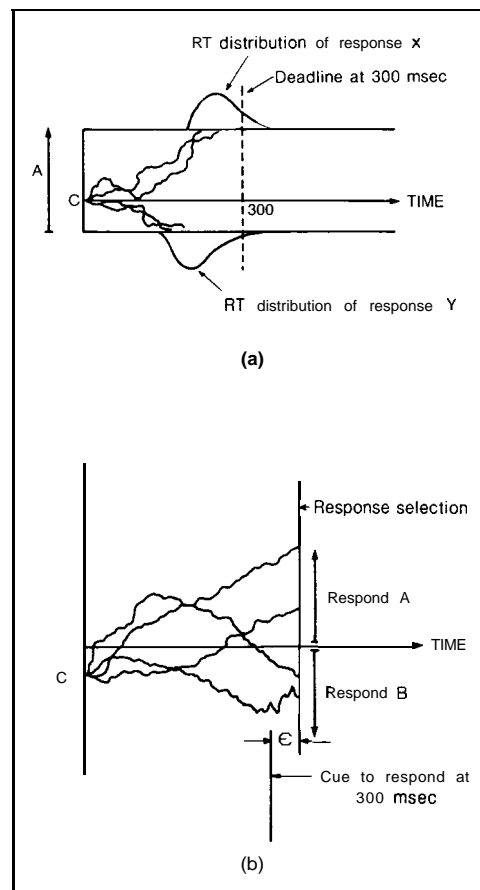 RT distribution of response X
Deadline at 300 msec
A
C
TIME
300
RT distribution of response Y
(a)
Response selection
Respond A
TIME
C
Respond B
Є
Cue to respond at
300 msec
(b)